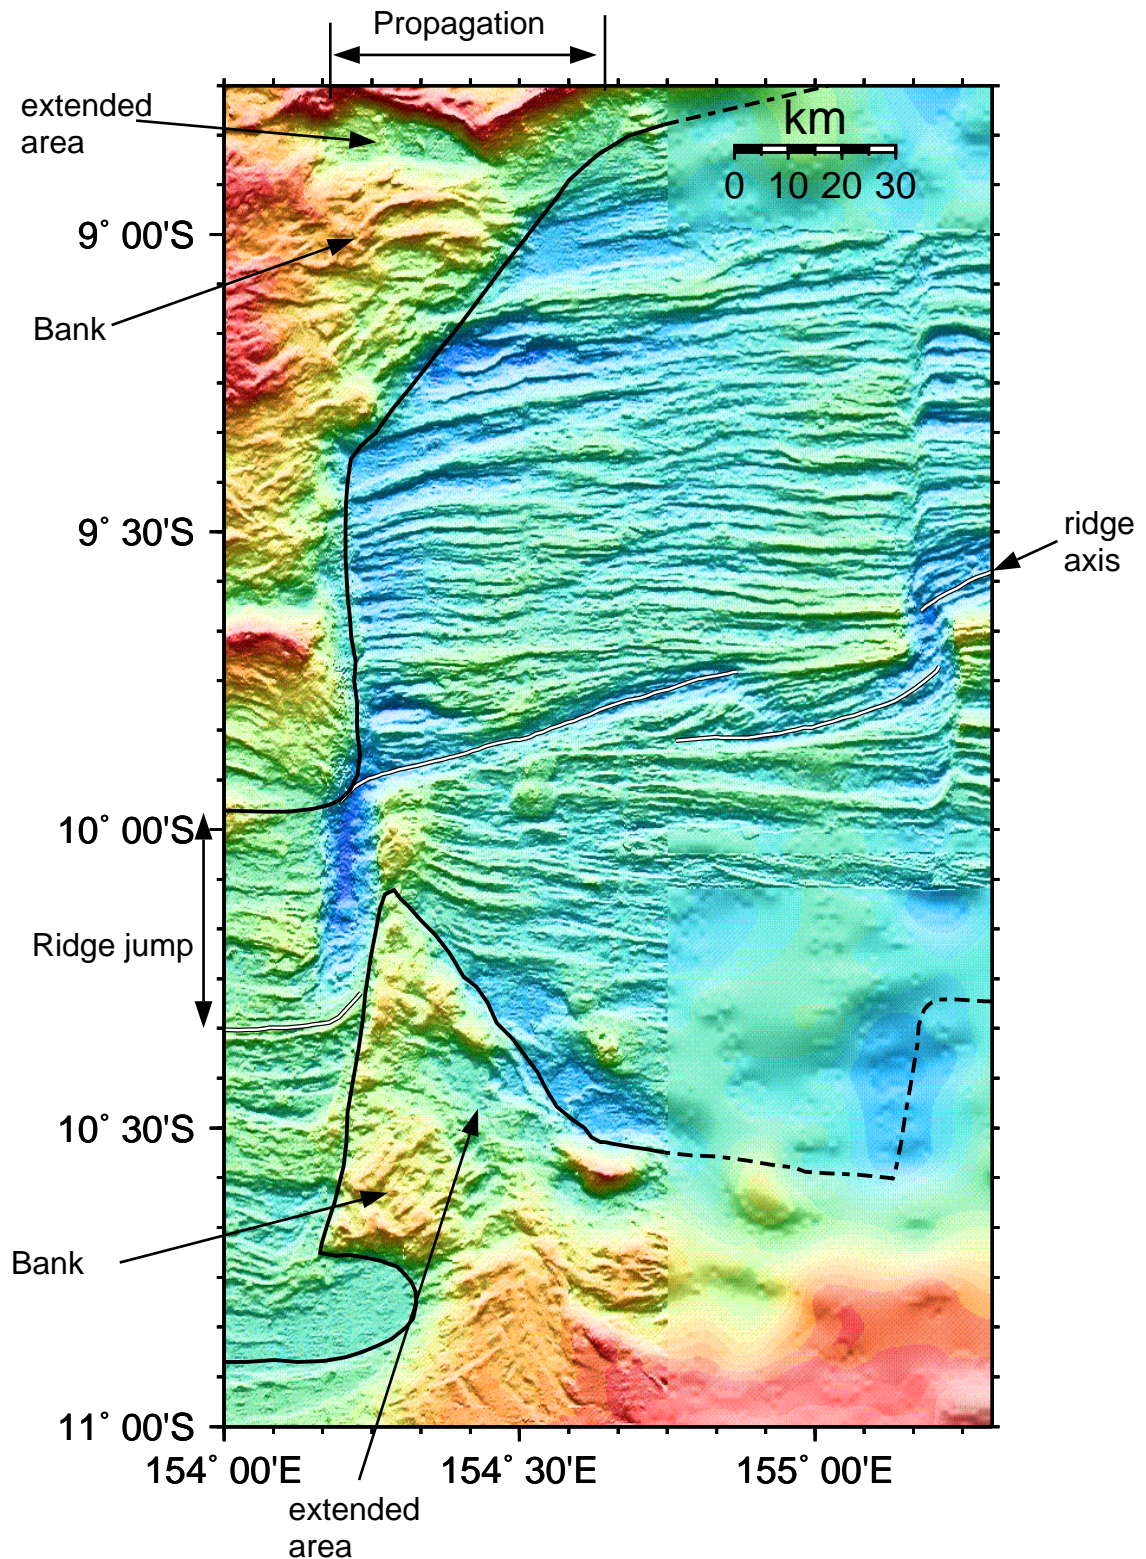 Propagation
extended
area
km
0 10 20 30
9° 00'S
Bank
9° 30'S
ridge
axis
10° 00'S
Ridge jump
10° 30'S
Bank
11° 00'S
154° 00'E 154° 30'E 155° 00'E
extended
area